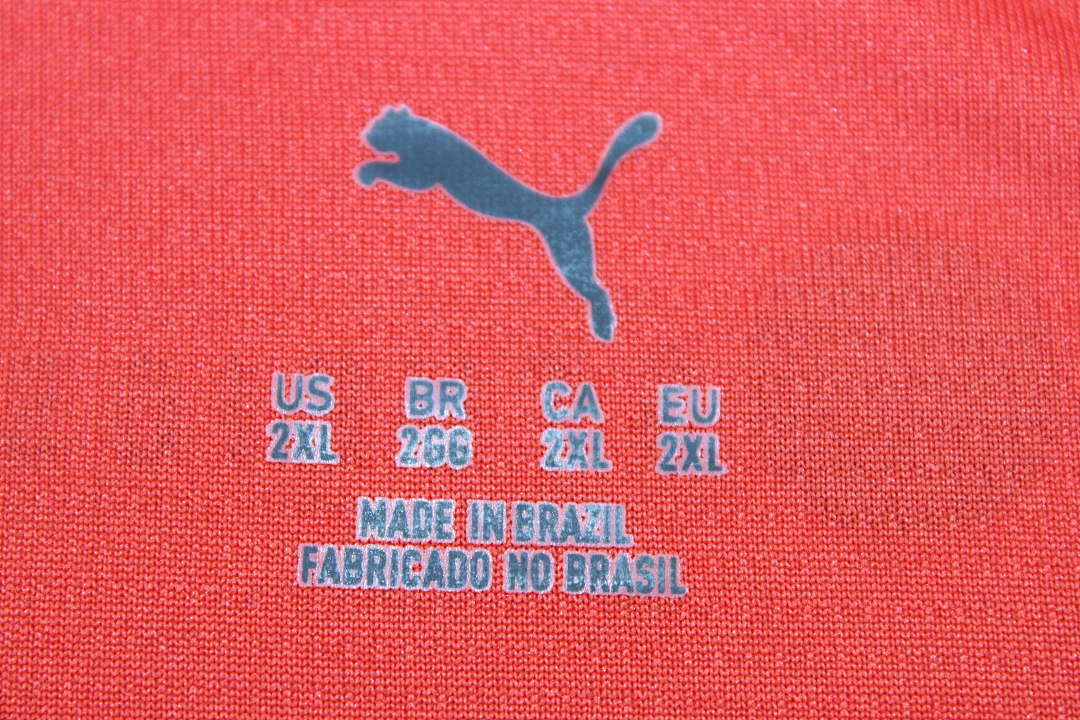 US BR CA EU
2XL 2GG 2XL 2XL
MADE IN BRAZIL
FABRICADO NO BRASIL